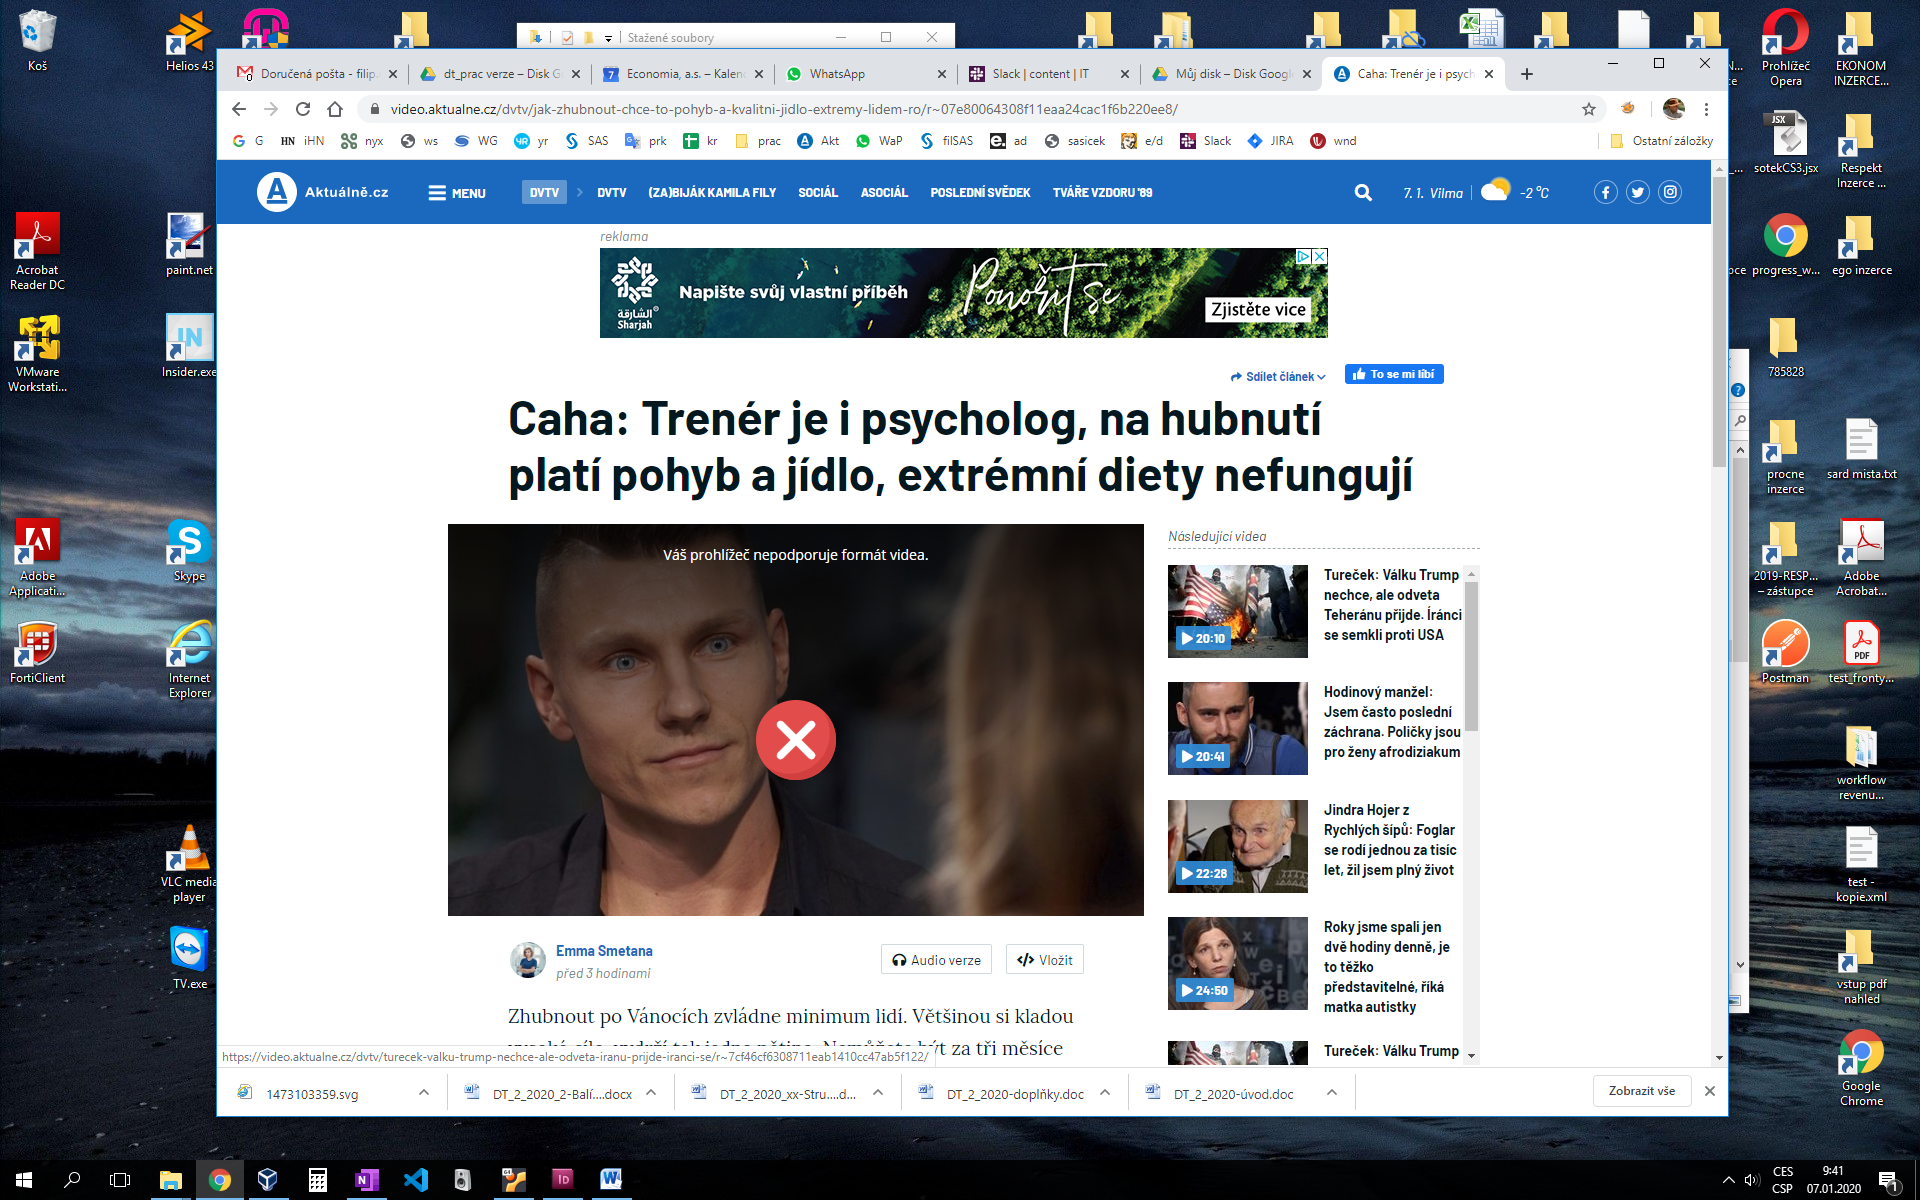 Koš
Helios 43
Stažené soubory
Prohlížeč Opera
EKONOM INZERCE...
Doručená pošta - filip.
dt_prac verze – Disk G
Economia, a.s. – Kalen
WhatsApp
Slack | content | IT
Můj disk – Disk Google
Caha: Trenér je i psych
video.aktualne.cz/dvtv/jak-zhubnout-chce-to-pohyb-a-kvalitni-jidlo-extremy-lidem-ro/r~07e80064308f11eaa24cac1f6b220ee8/
G
HN iHN
nyx
ws
WG
yr
SAS
prk
kr
prac
Akt
WaP
filSAS
ad
sasicek
e/d
Slack
JIRA
wnd
Ostatní záložky
Aktuálně.cz
MENU
DVTV
DVTV
(ZA)BIJÁK KAMILA FILY
SOCIÁL
ASOCIÁL
POSLEDNÍ SVĚDEK
TVÁŘE VZDORU '89
7. 1. Vilma
-2 °C
reklama
الشارقة
Sharjah
Napište svůj vlastní příběh
Ponořit se
Zjistěte vice
Sdílet článek
To se mi líbí
Caha: Trenér je i psycholog, na hubnutí
platí pohyb a jídlo, extrémní diety nefungují
Váš prohlížeč nepodporuje formát videa.
Následující videa
Tureček: Válku Trump
nechce, ale odveta
Teheránu přijde. Íránci
se semkli proti USA
20:10
Hodinový manžel:
Jsem často poslední
záchrana. Poličky jsou
pro ženy afrodiziakum
20:41
Jindra Hojer z
Rychlých šípů: Foglar
se rodí jednou za tisíc
let, žil jsem plný život
22:28
Roky jsme spali jen
dvě hodiny denně, je
to těžko
představitelné, říká
matka autistky
24:50
Tureček: Válku Trump
Emma Smetana
před 3 hodinami
Audio verze
Vložit
Zhubnout po Vánocích zvládne minimum lidí. Většinou si kladou
být za tři měsíce
https://video.aktualne.cz/dvtv/turecek-valku-trump-nechce-ale-odveta-iranu-prijde-iranci-se/r~7cf46cf6308711eab1410cc47ab5f122/
1473103359.svg
DT_2_2020_2-Balí....docx
DT_2_2020_xx-Stru....d...
DT_2_2020-doplňky.doc
DT_2_2020-úvod.doc
Zobrazit vše
Acrobat
Reader DC
paint.net
VMware
Workstati...
Insider.exe
Adobe
Applicati...
Skype
FortiClient
Internet
Explorer
VLC media
player
TV.exe
JSX
sotekCS3.jsx
Respekt
Inzerce ...
progress_w...
ego inzerce
785828
procne
inzerce
sard mista.txt
2019-RESP...
– zástupce
Adobe
Acrobat...
Postman
PDF
test_fronty...
workflow
revenu...
test -
kopie.xml
vstup pdf
nahled
Google
Chrome
CES
CSP
9:41
07.01.2020
1